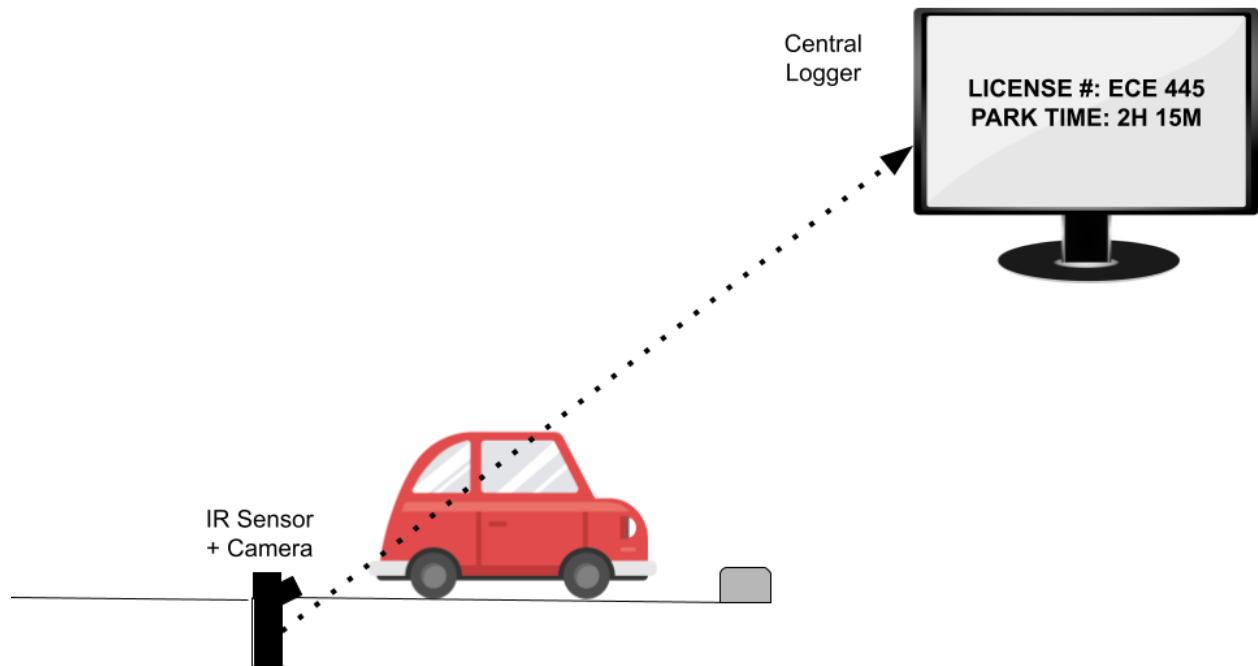 Central
Logger
LICENSE #: ECE 445
PARK TIME: 2H 15M
IR Sensor
+ Camera